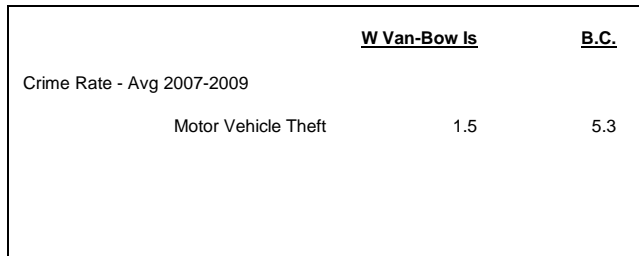 W Van-Bow Is B.C.
Crime Rate - Avg 2007-2009
Motor Vehicle Theft 1.5 5.3